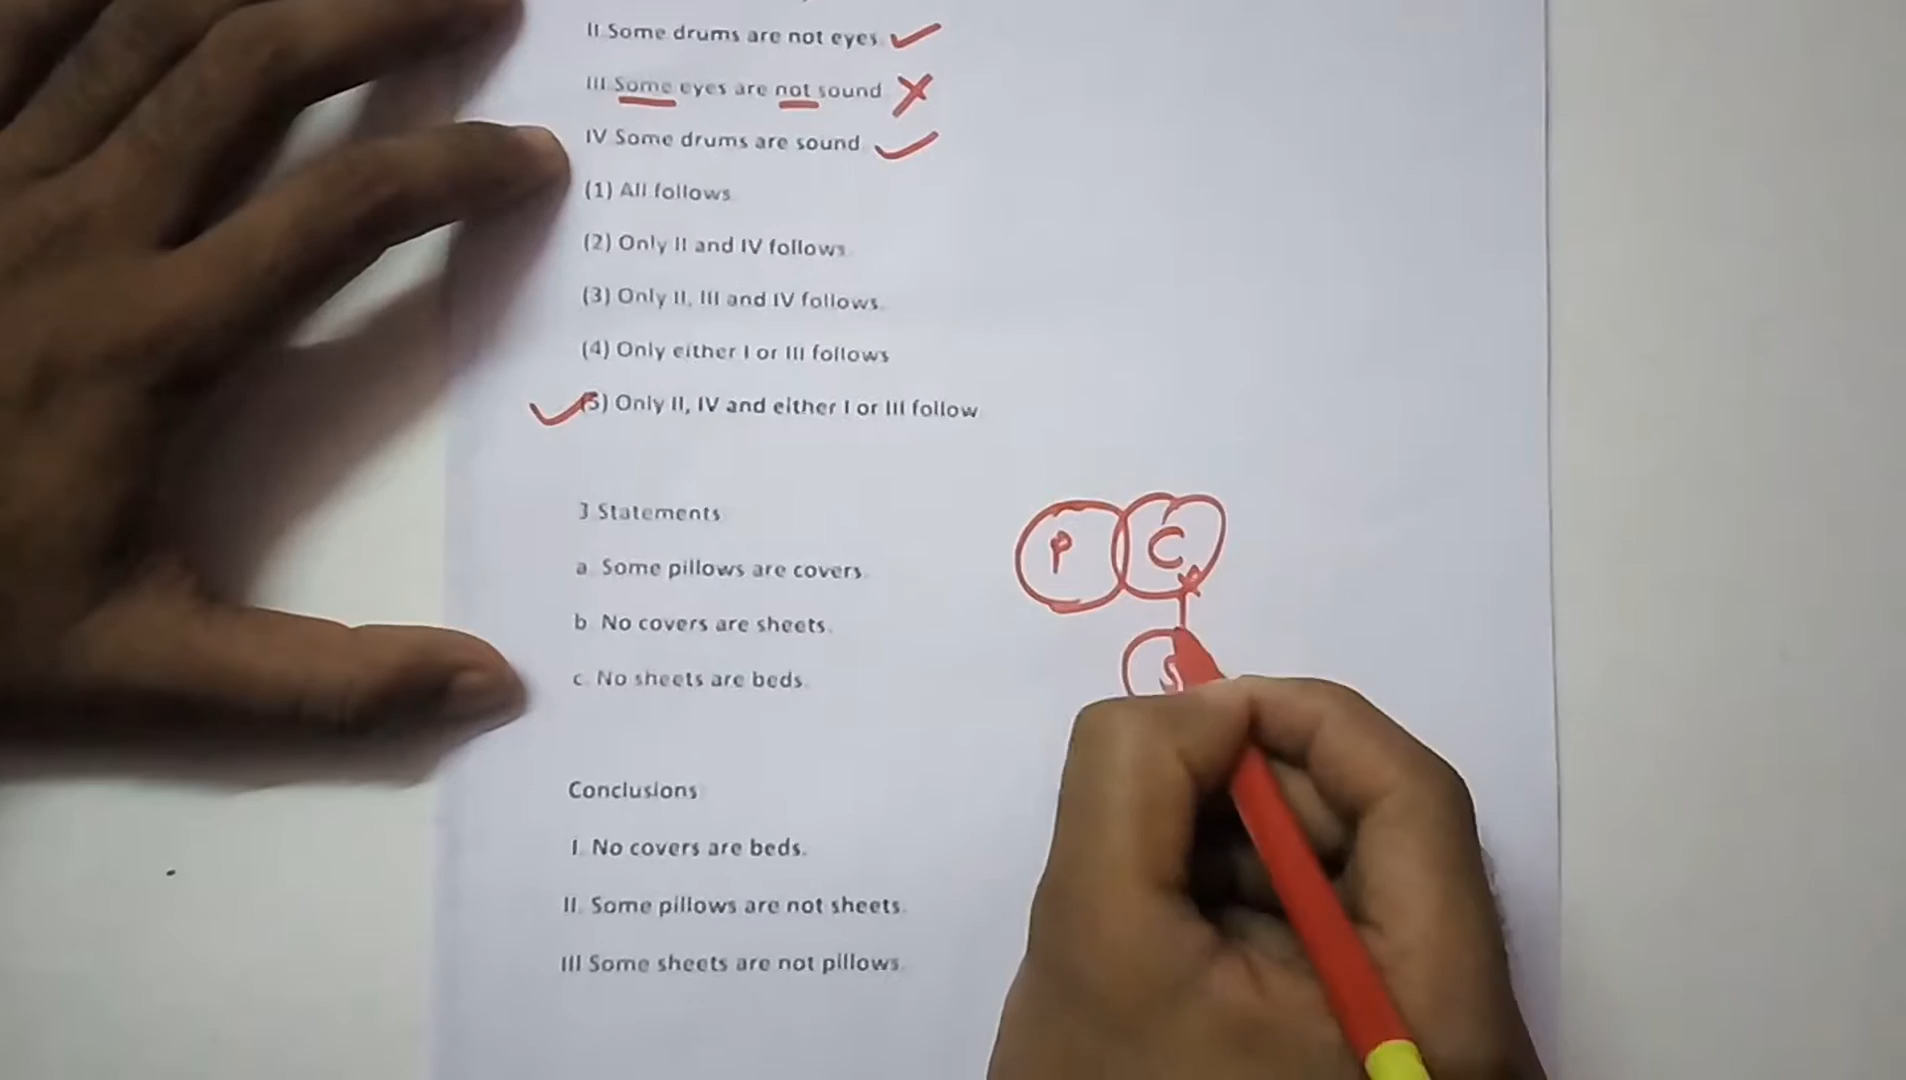 II Some drums are not eyes
III Some eyes are not sound
IV Some drums are sound
(1) All follows
(2) Only II and IV follows
(3) Only II, III and IV follows.
(4) Only either I or III follows
(5) Only II, IV and either I or III follow
3 Statements
P C
a. Some pillows are covers.
b. No covers are sheets.
S
c. No sheets are beds.
Conclusions
I. No covers are beds.
II. Some pillows are not sheets.
III Some sheets are not pillows.